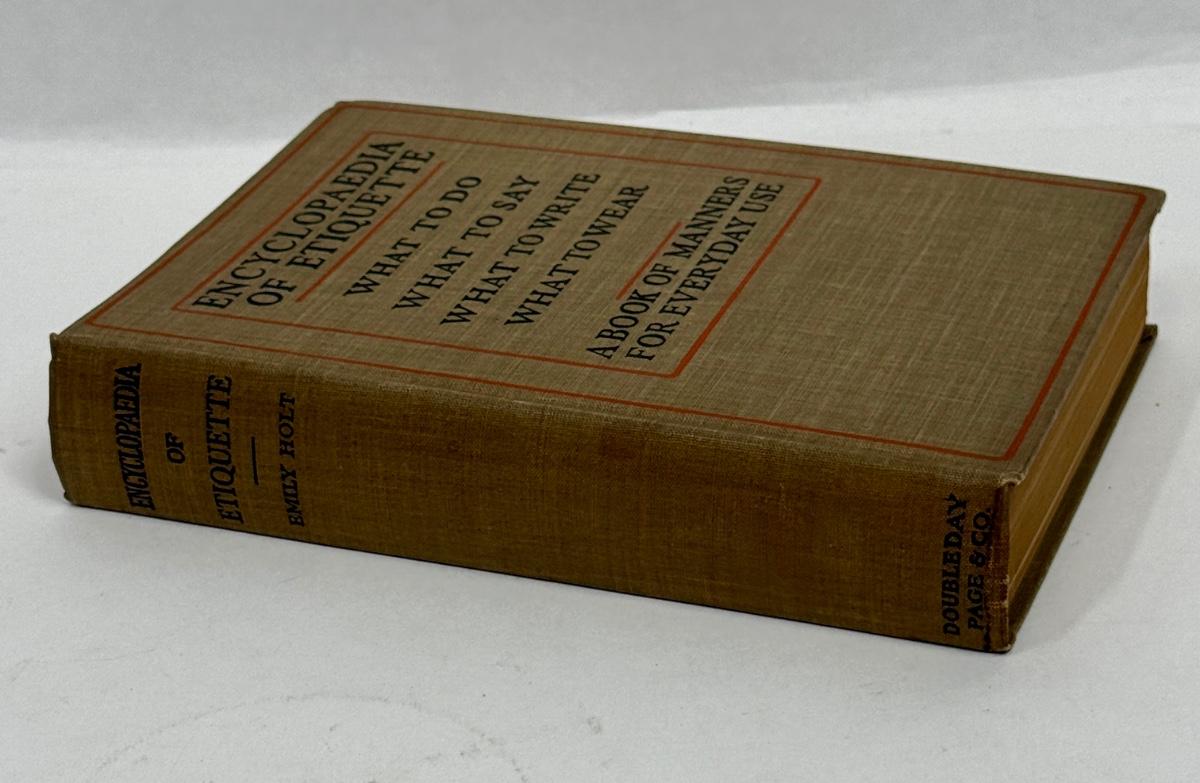 ENCYCLOPAEDIA
OF ETIQUETTE
WHAT TO DO
WHAT TO SAY
WHAT TO WRITE
WHAT TO WEAR
A BOOK OF MANNERS
FOR EVERYDAY USE
ENCYCLOPAEDIA
OF
ETIQUETTE
EMILY HOLT
DOUBLEDAY
PAGE & CO.